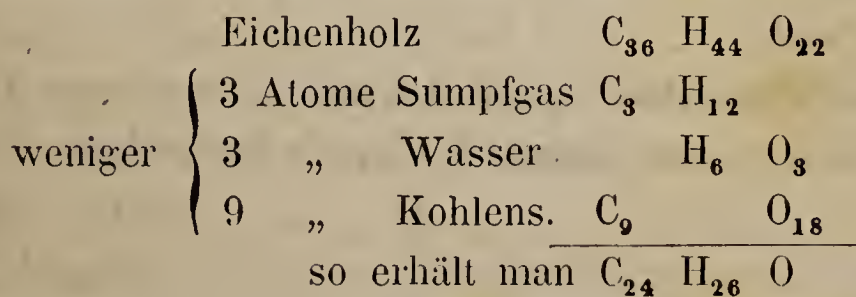 Eichenholz C₃₆ H₄₄ O₂₂
3 Atome Sumpfgas C₃ H₁₂
weniger 3 „ Wasser H₆ O₃
9 „ Kohlens. C₉ O₁₈
so erhält man C₂₄ H₂₆ O